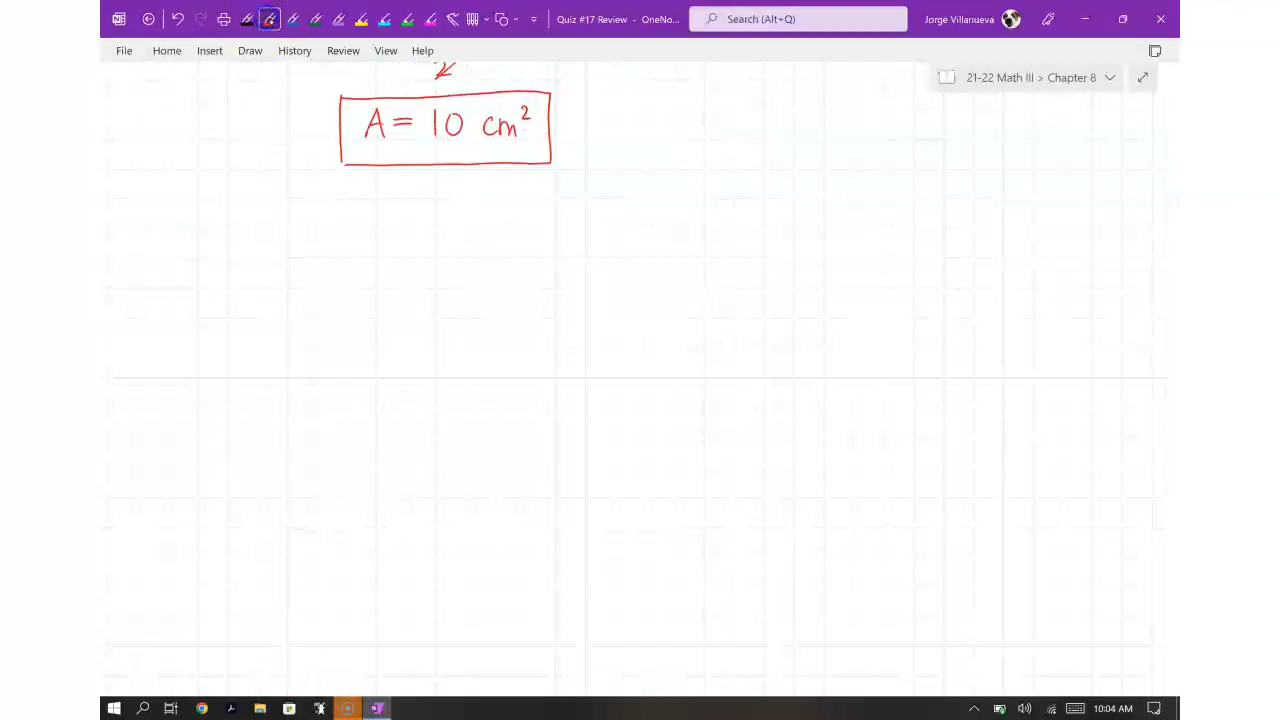 Quiz #17 Review - OneNo...
Search (Alt+Q)
Jorge Villanueva
File Home Insert Draw History Review View Help
21-22 Math III > Chapter 8
A = 10 cm²
10:04 AM